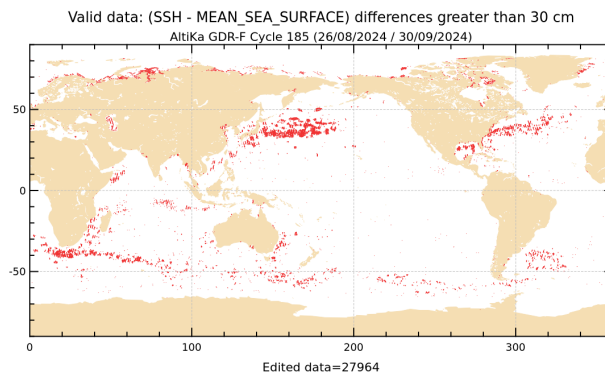 Valid data: (SSH - MEAN_SEA_SURFACE) differences greater than 30 cm
AltiKa GDR-F Cycle 185 (26/08/2024 / 30/09/2024)
50
0
-50
0 100 200 300
Edited data=27964